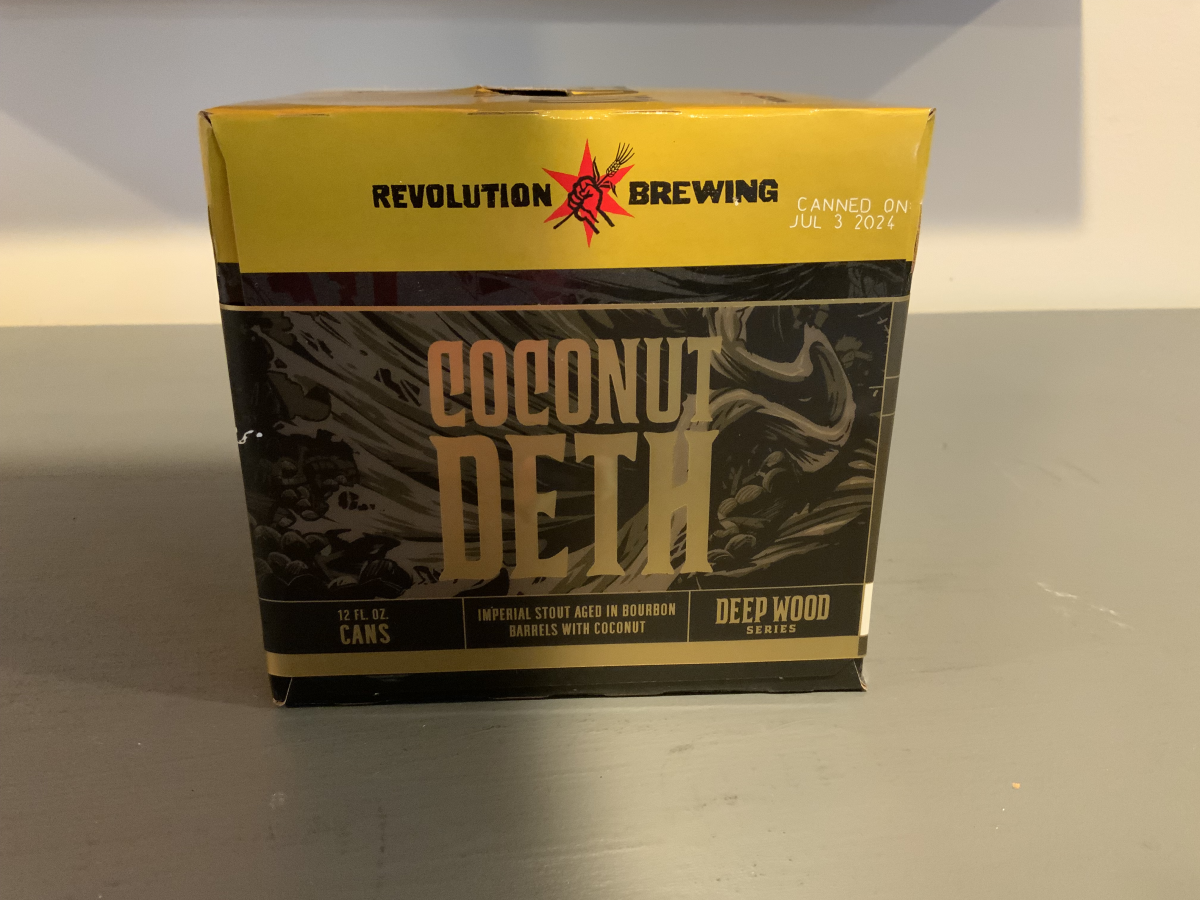 REVOLUTION BREWING
CANNED ON
JUL 3 2024
COCONUT
DETH
12 FL. OZ.
CANS
IMPERIAL STOUT AGED IN BOURBON
BARRELS WITH COCONUT
DEEP WOOD
SERIES